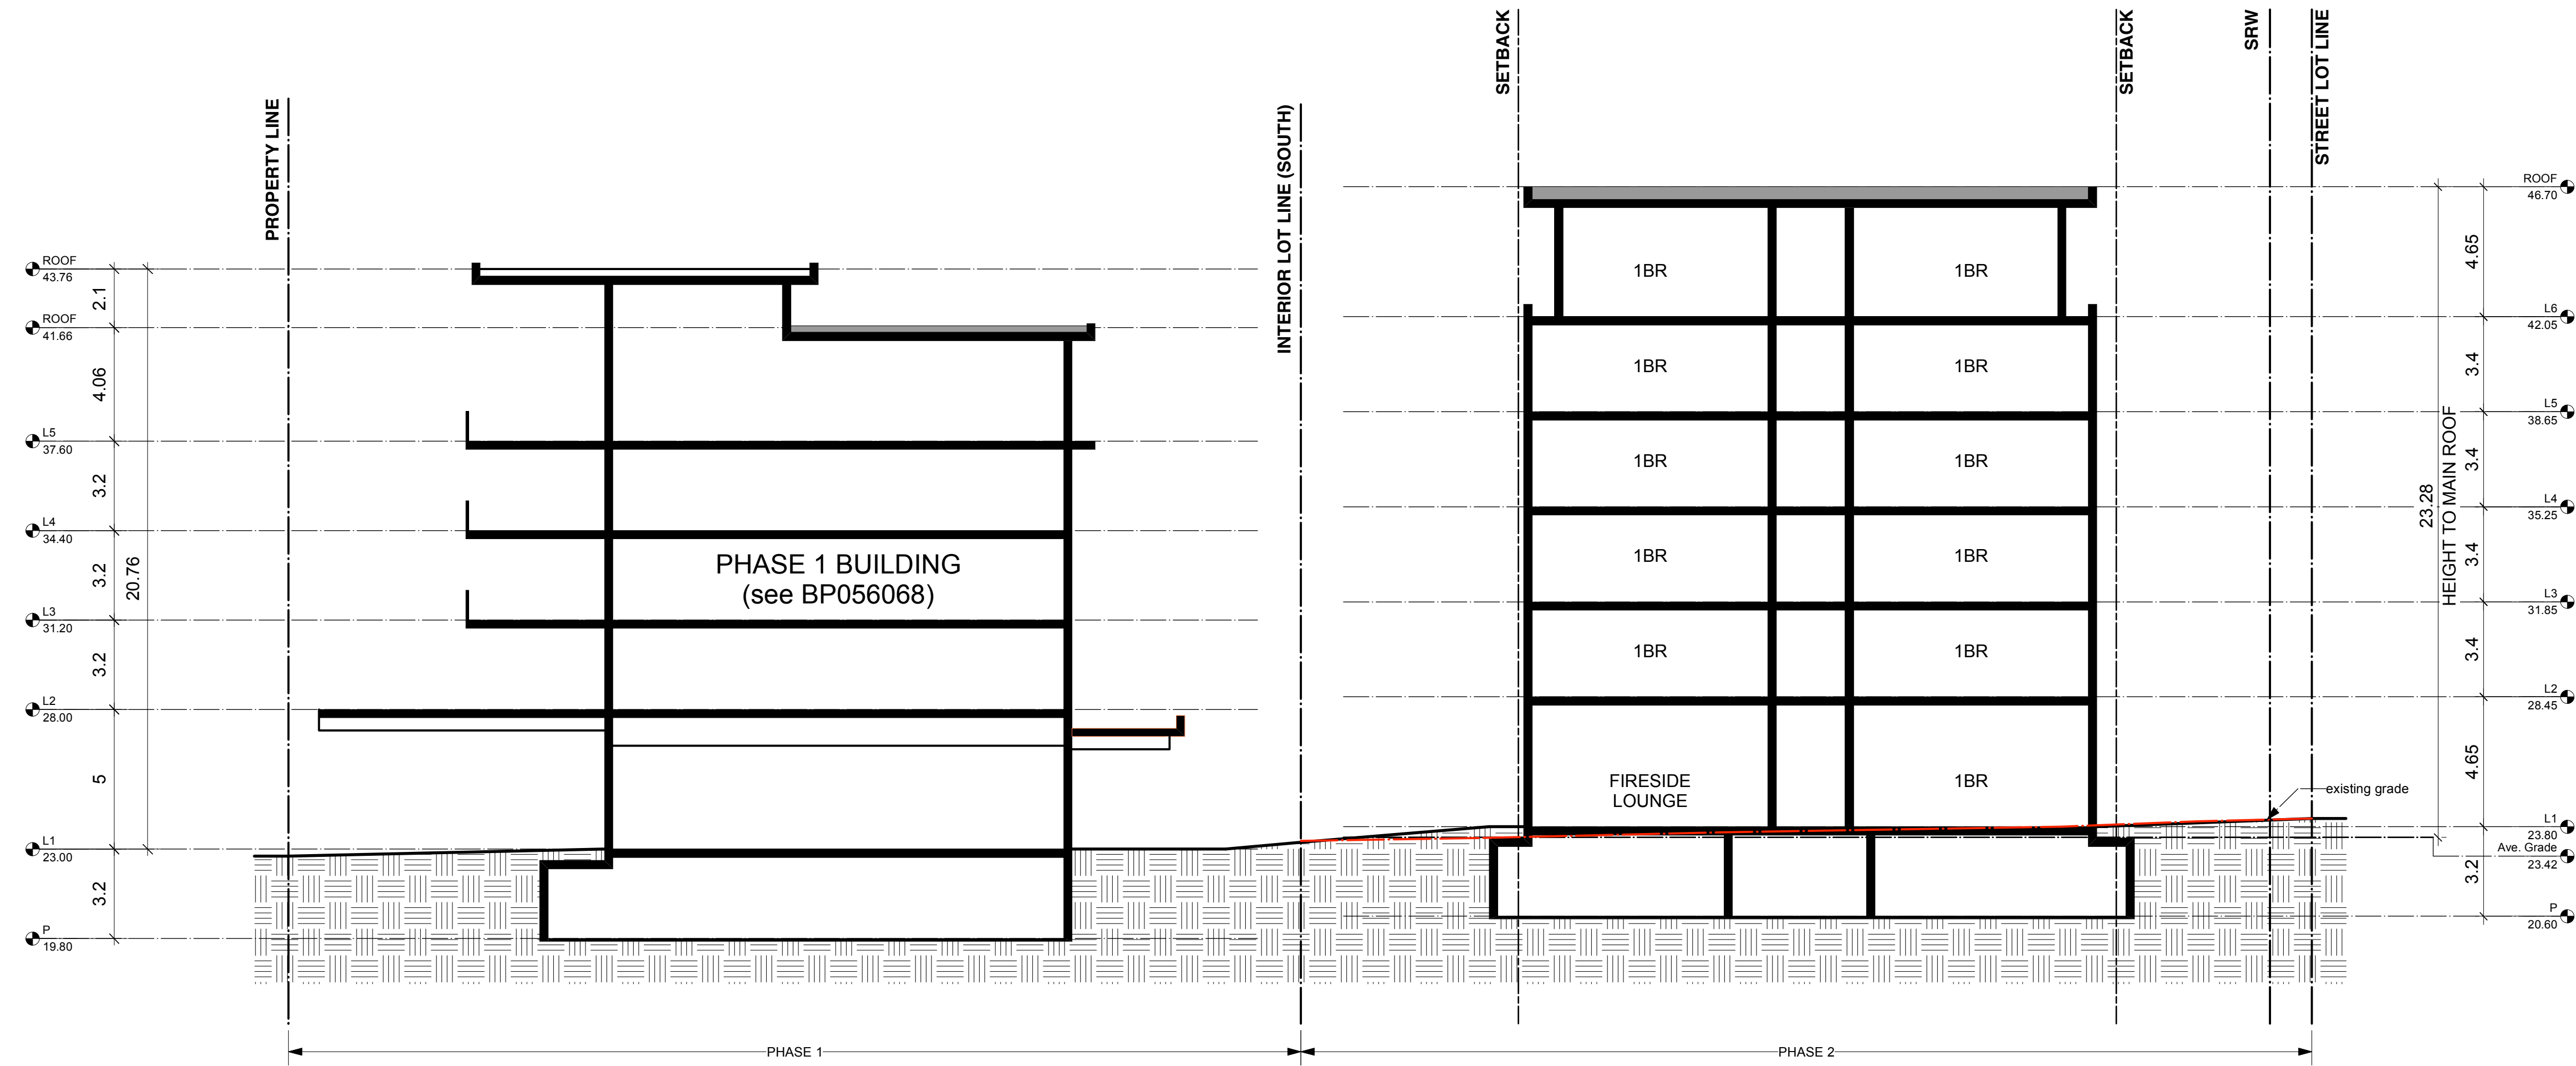 PROPERTY LINE
INTERIOR LOT LINE (SOUTH)
SETBACK
SETBACK
SRW
STREET LOT LINE
ROOF
43.76
2.1
ROOF
41.66
4.06
L5
37.60
3.2
L4
34.40
3.2
20.76
L3
31.20
3.2
L2
28.00
5
L1
23.00
3.2
P
19.80
PHASE 1 BUILDING
(see BP056068)
1BR
1BR
1BR
1BR
1BR
1BR
1BR
1BR
1BR
1BR
FIRESIDE
LOUNGE
1BR
existing grade
ROOF
46.70
4.65
L6
42.05
3.4
L5
38.65
3.4
23.28
HEIGHT TO MAIN ROOF
L4
35.25
3.4
L3
31.85
3.4
L2
28.45
4.65
L1
23.80
Ave. Grade
23.42
3.2
P
20.60
PHASE 1
PHASE 2